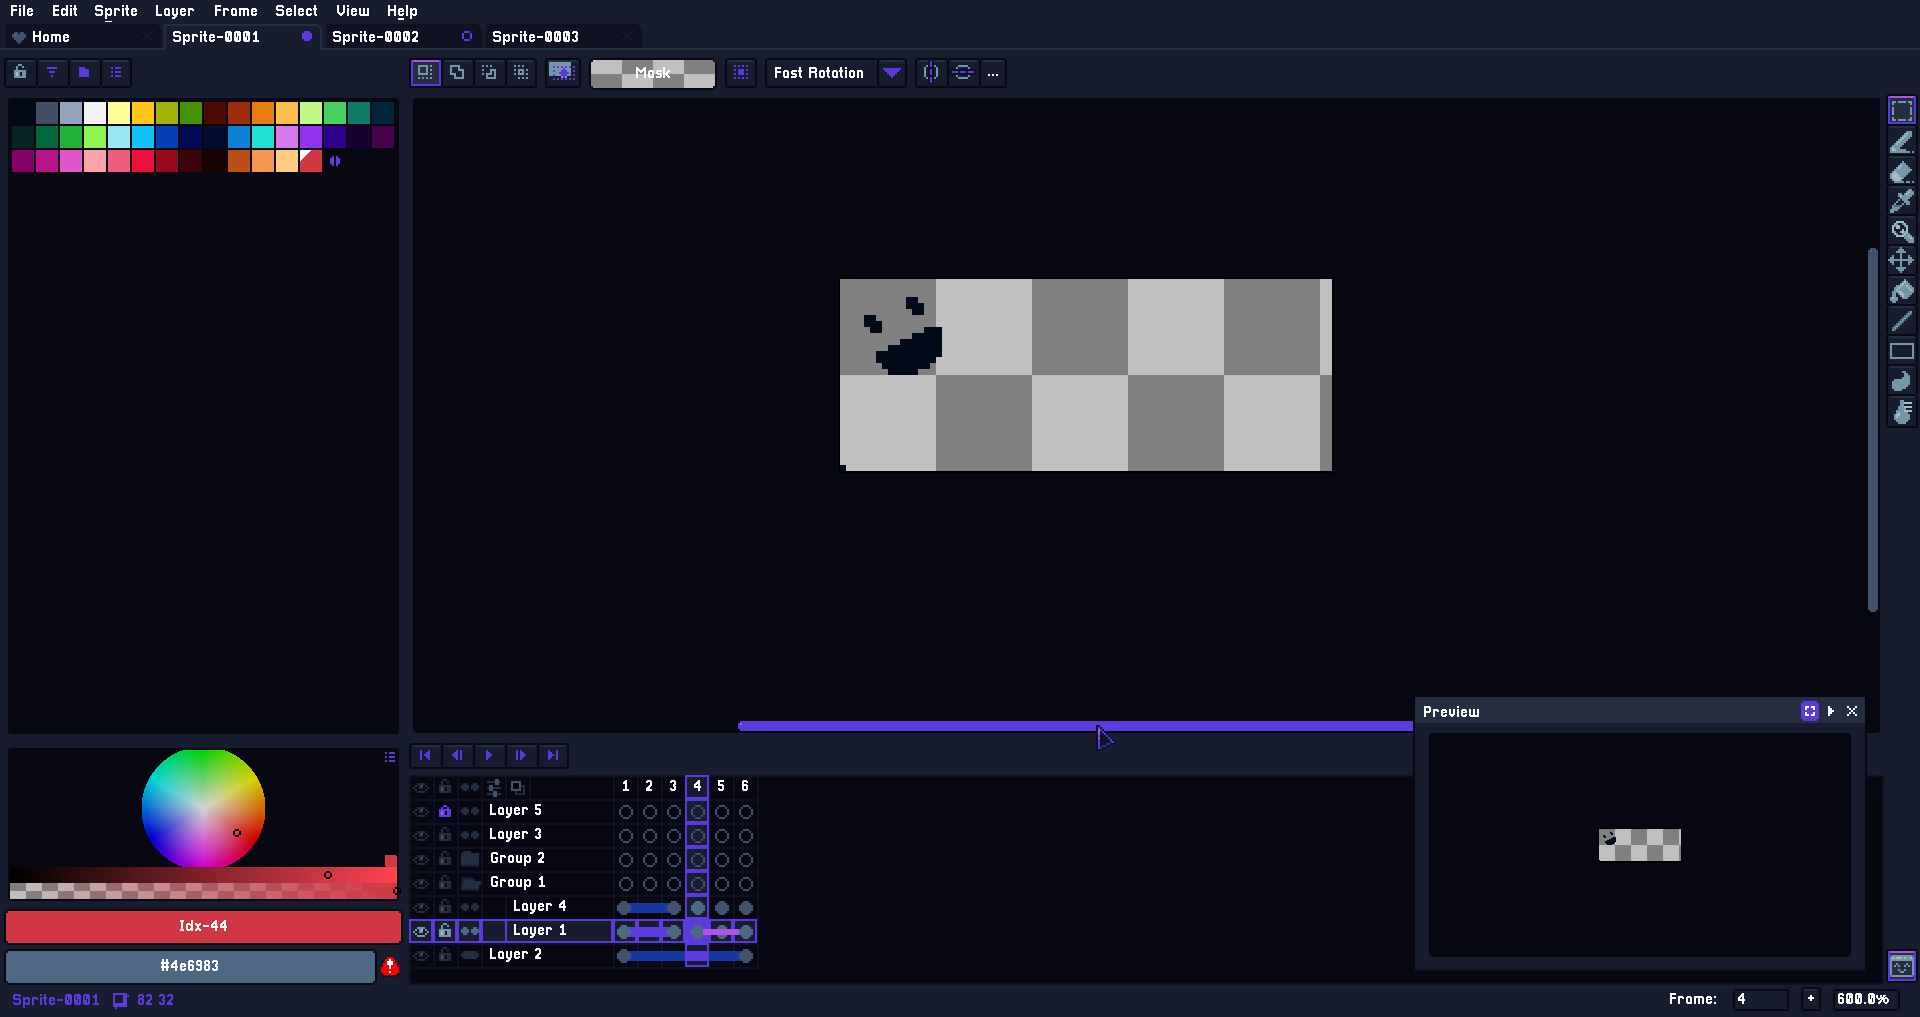 File Edit Sprite Layer Frame Select View Help
Home Sprite-0001 Sprite-0002 Sprite-0003
Mask Fast Rotation ...
Preview
1 2 3 4 5 6
Layer 5
Layer 3
Group 2
Group 1
Layer 4
Layer 1
Layer 2
Idx-44
#4e6983
Sprite-0001 82 32 Frame: 4 + 600.0%